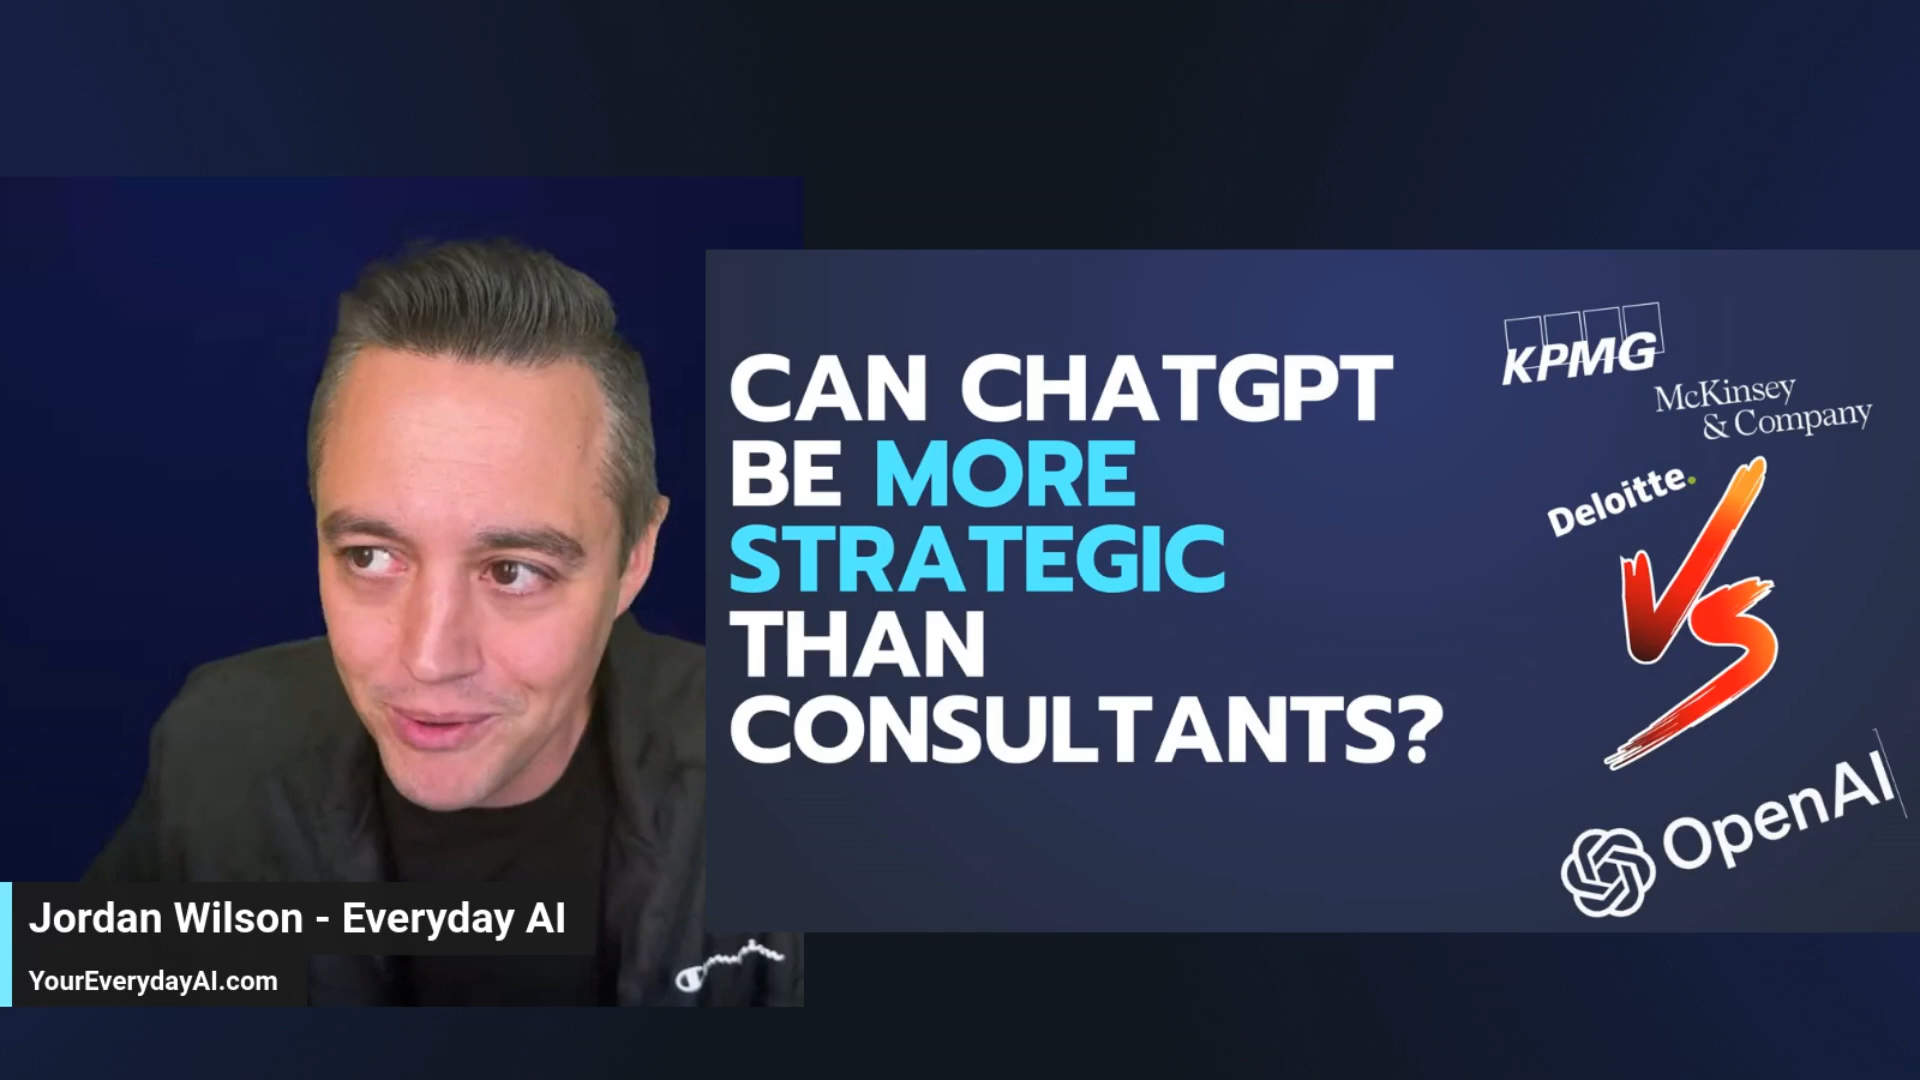 CAN CHATGPT
BE MORE
STRATEGIC
THAN
CONSULTANTS?
KPMG
McKinsey
& Company
Deloitte.
VS
OpenAI
Jordan Wilson - Everyday AI
YourEverydayAI.com